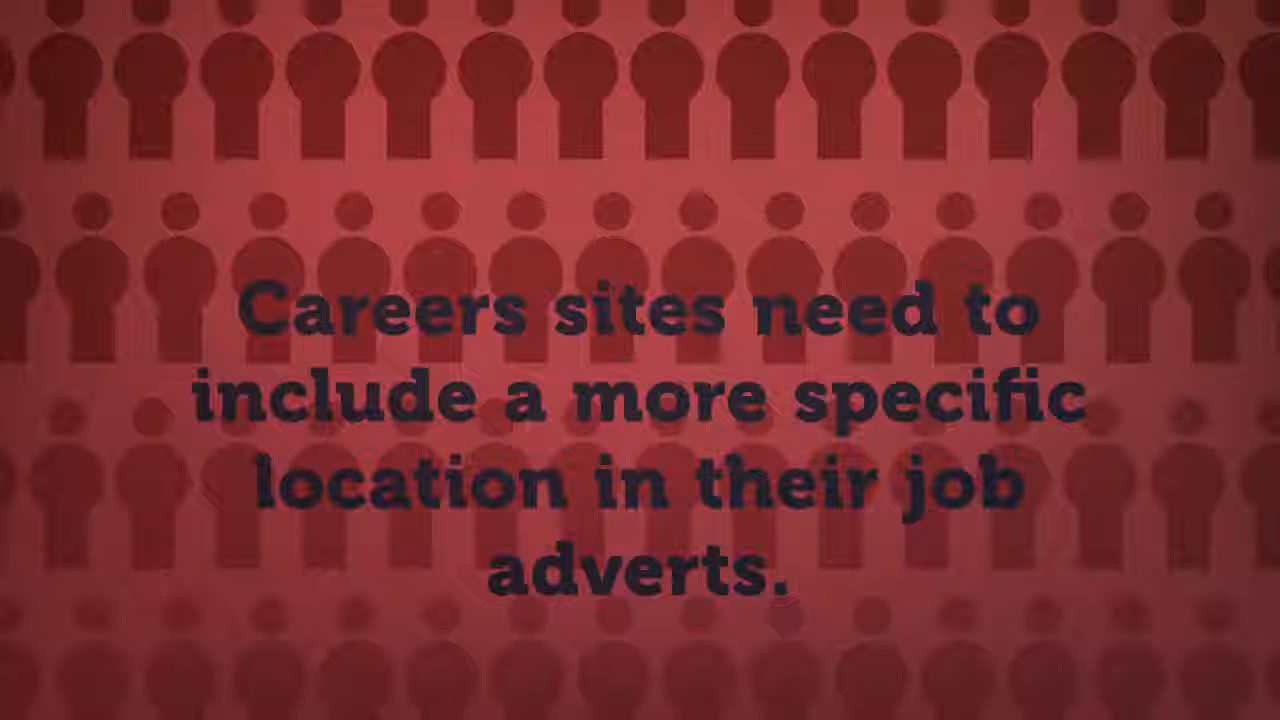 Careers sites need to
include a more specific
location in their job
adverts.